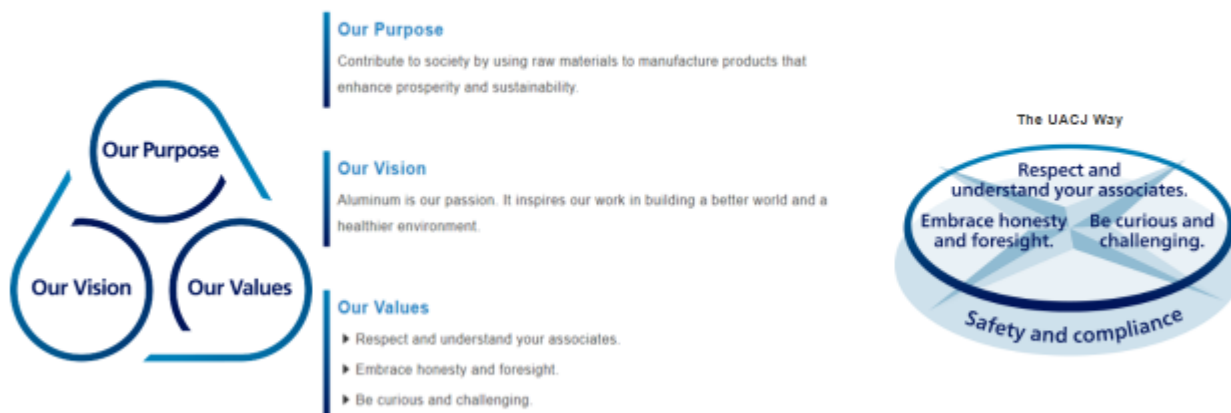 Our Purpose
Our Vision
Our Values
Our Purpose
Contribute to society by using raw materials to manufacture products that
enhance prosperity and sustainability.
Our Vision
Aluminum is our passion. It inspires our work in building a better world and a
healthier environment.
Our Values
Respect and understand your associates.
Embrace honesty and foresight.
Be curious and challenging.
The UACJ Way
Respect and
understand your associates.
Embrace honesty
and foresight.
Be curious and
challenging.
Safety and compliance